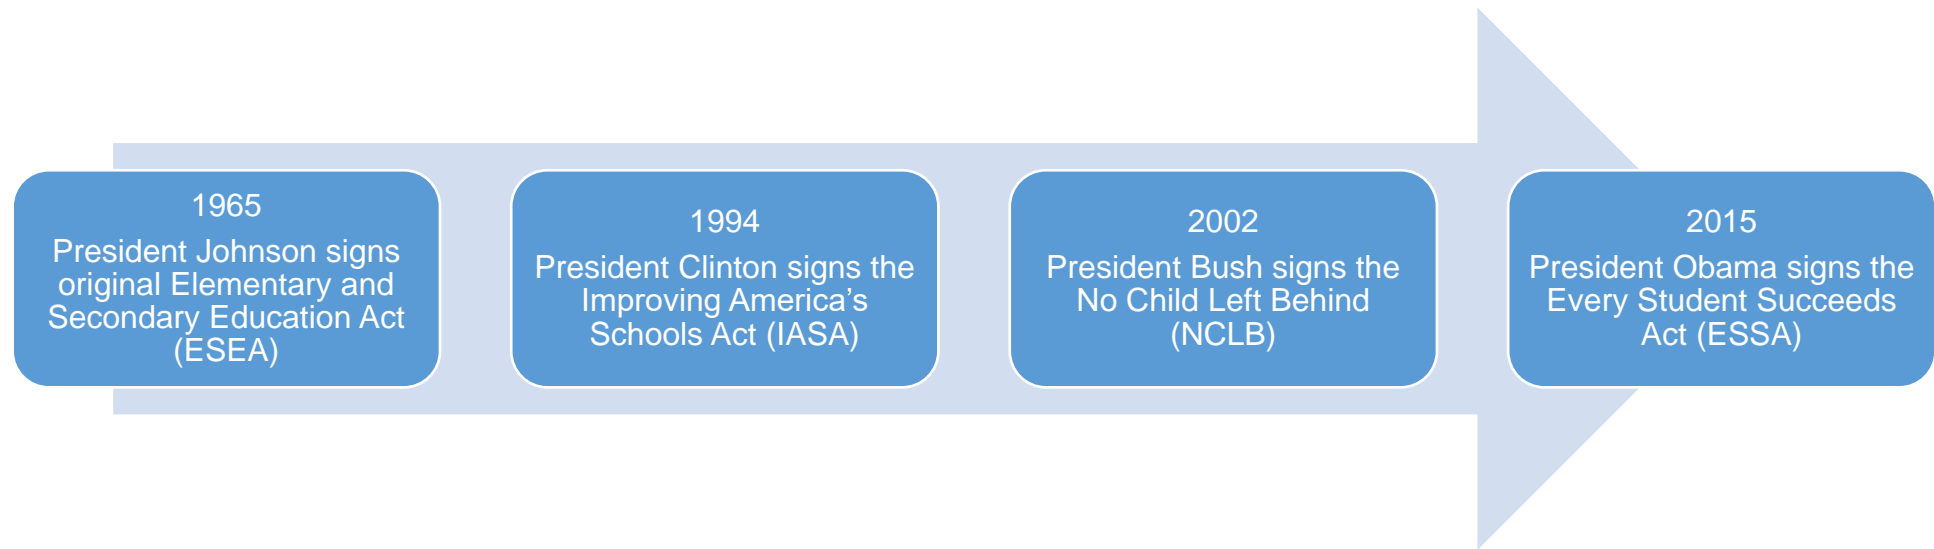 1965
President Johnson signs
original Elementary and
Secondary Education Act
(ESEA)
1994
President Clinton signs the
Improving America’s
Schools Act (IASA)
2002
President Bush signs the
No Child Left Behind
(NCLB)
2015
President Obama signs the
Every Student Succeeds
Act (ESSA)